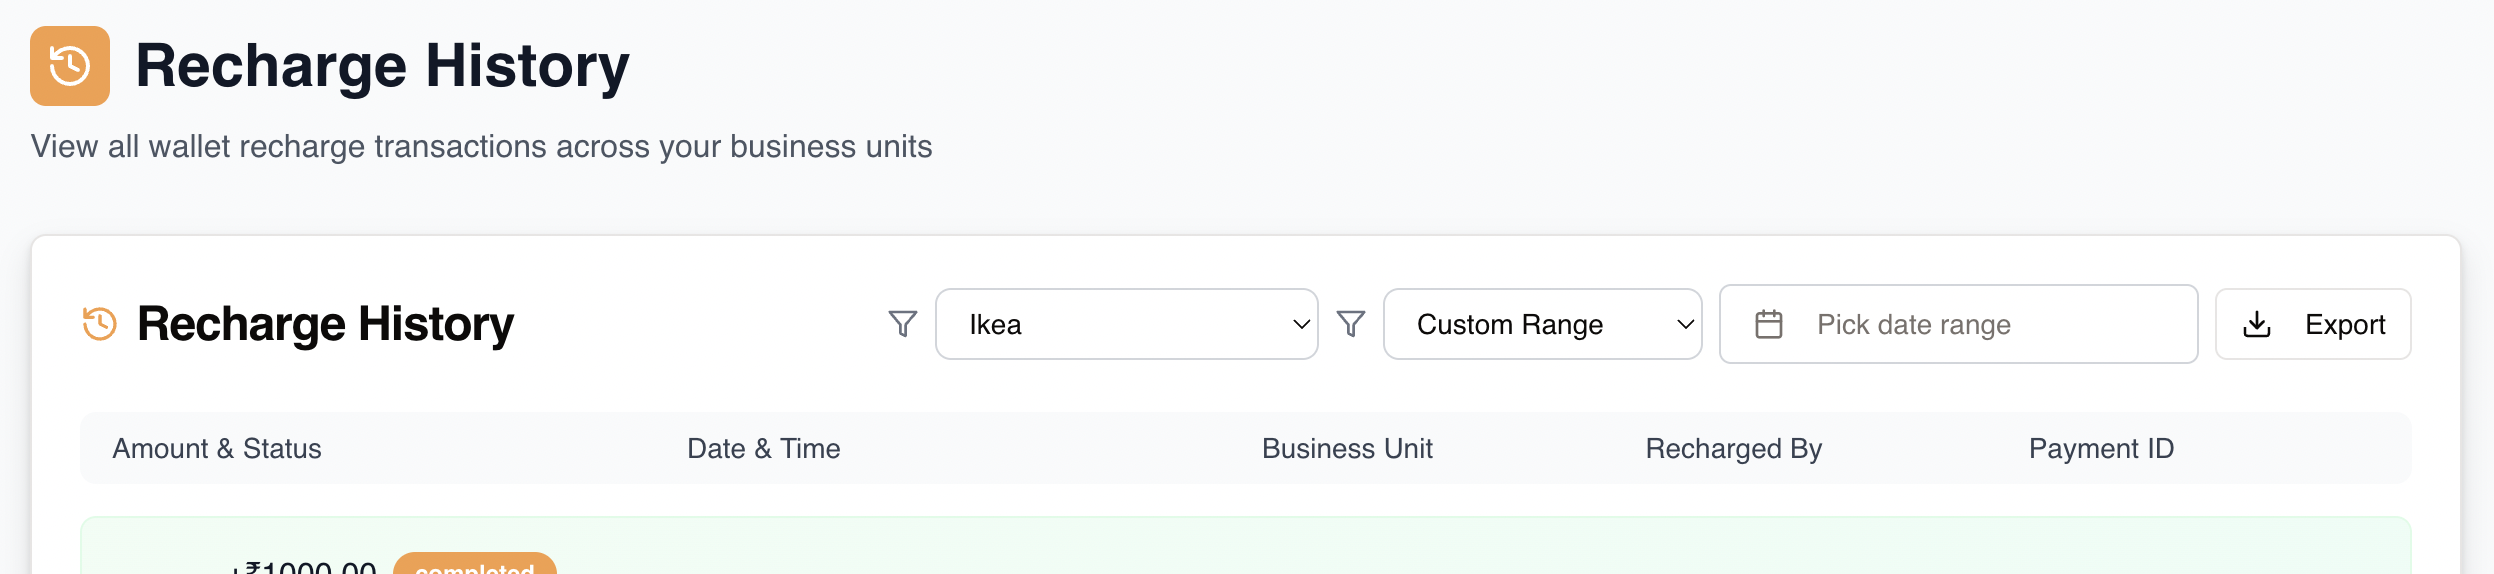 Recharge History
View all wallet recharge transactions across your business units
Recharge History
Ikea
Custom Range
Pick date range
Export
Amount & Status
Date & Time
Business Unit
Recharged By
Payment ID
+₹1000.00
completed